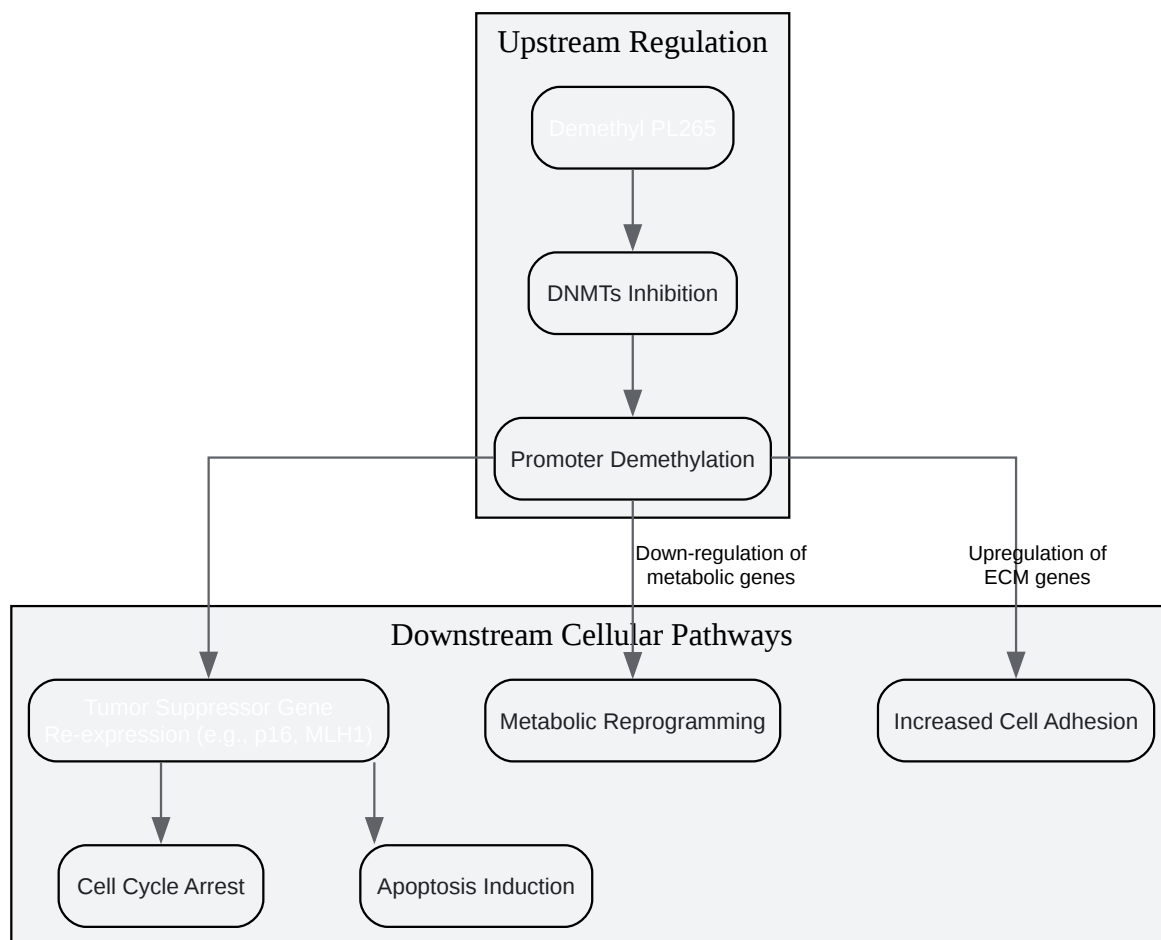 Upstream Regulation
Demethyl PL265
DNMTs Inhibition
Promoter Demethylation
Down-regulation of
metabolic genes
Upregulation of
ECM genes
Downstream Cellular Pathways
Tumor Suppressor Gene
Re-expression (e.g., p16, MLH1)
Metabolic Reprogramming
Increased Cell Adhesion
Cell Cycle Arrest
Apoptosis Induction